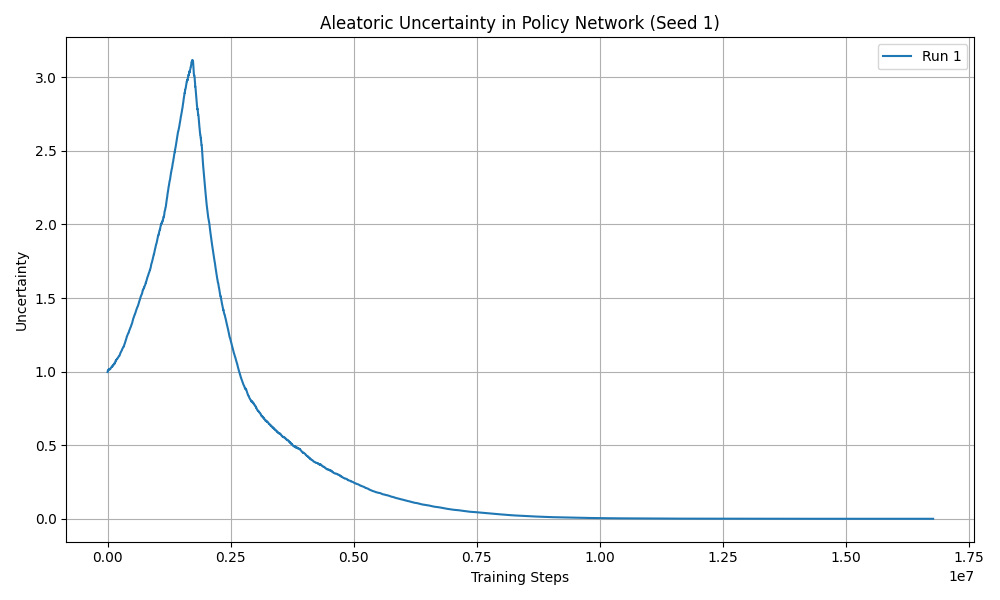 Aleatoric Uncertainty in Policy Network (Seed 1)
Run 1
Uncertainty
3.0
2.5
2.0
1.5
1.0
0.5
0.0
0.00 0.25 0.50 0.75 1.00 1.25 1.50 1.75
1e7
Training Steps